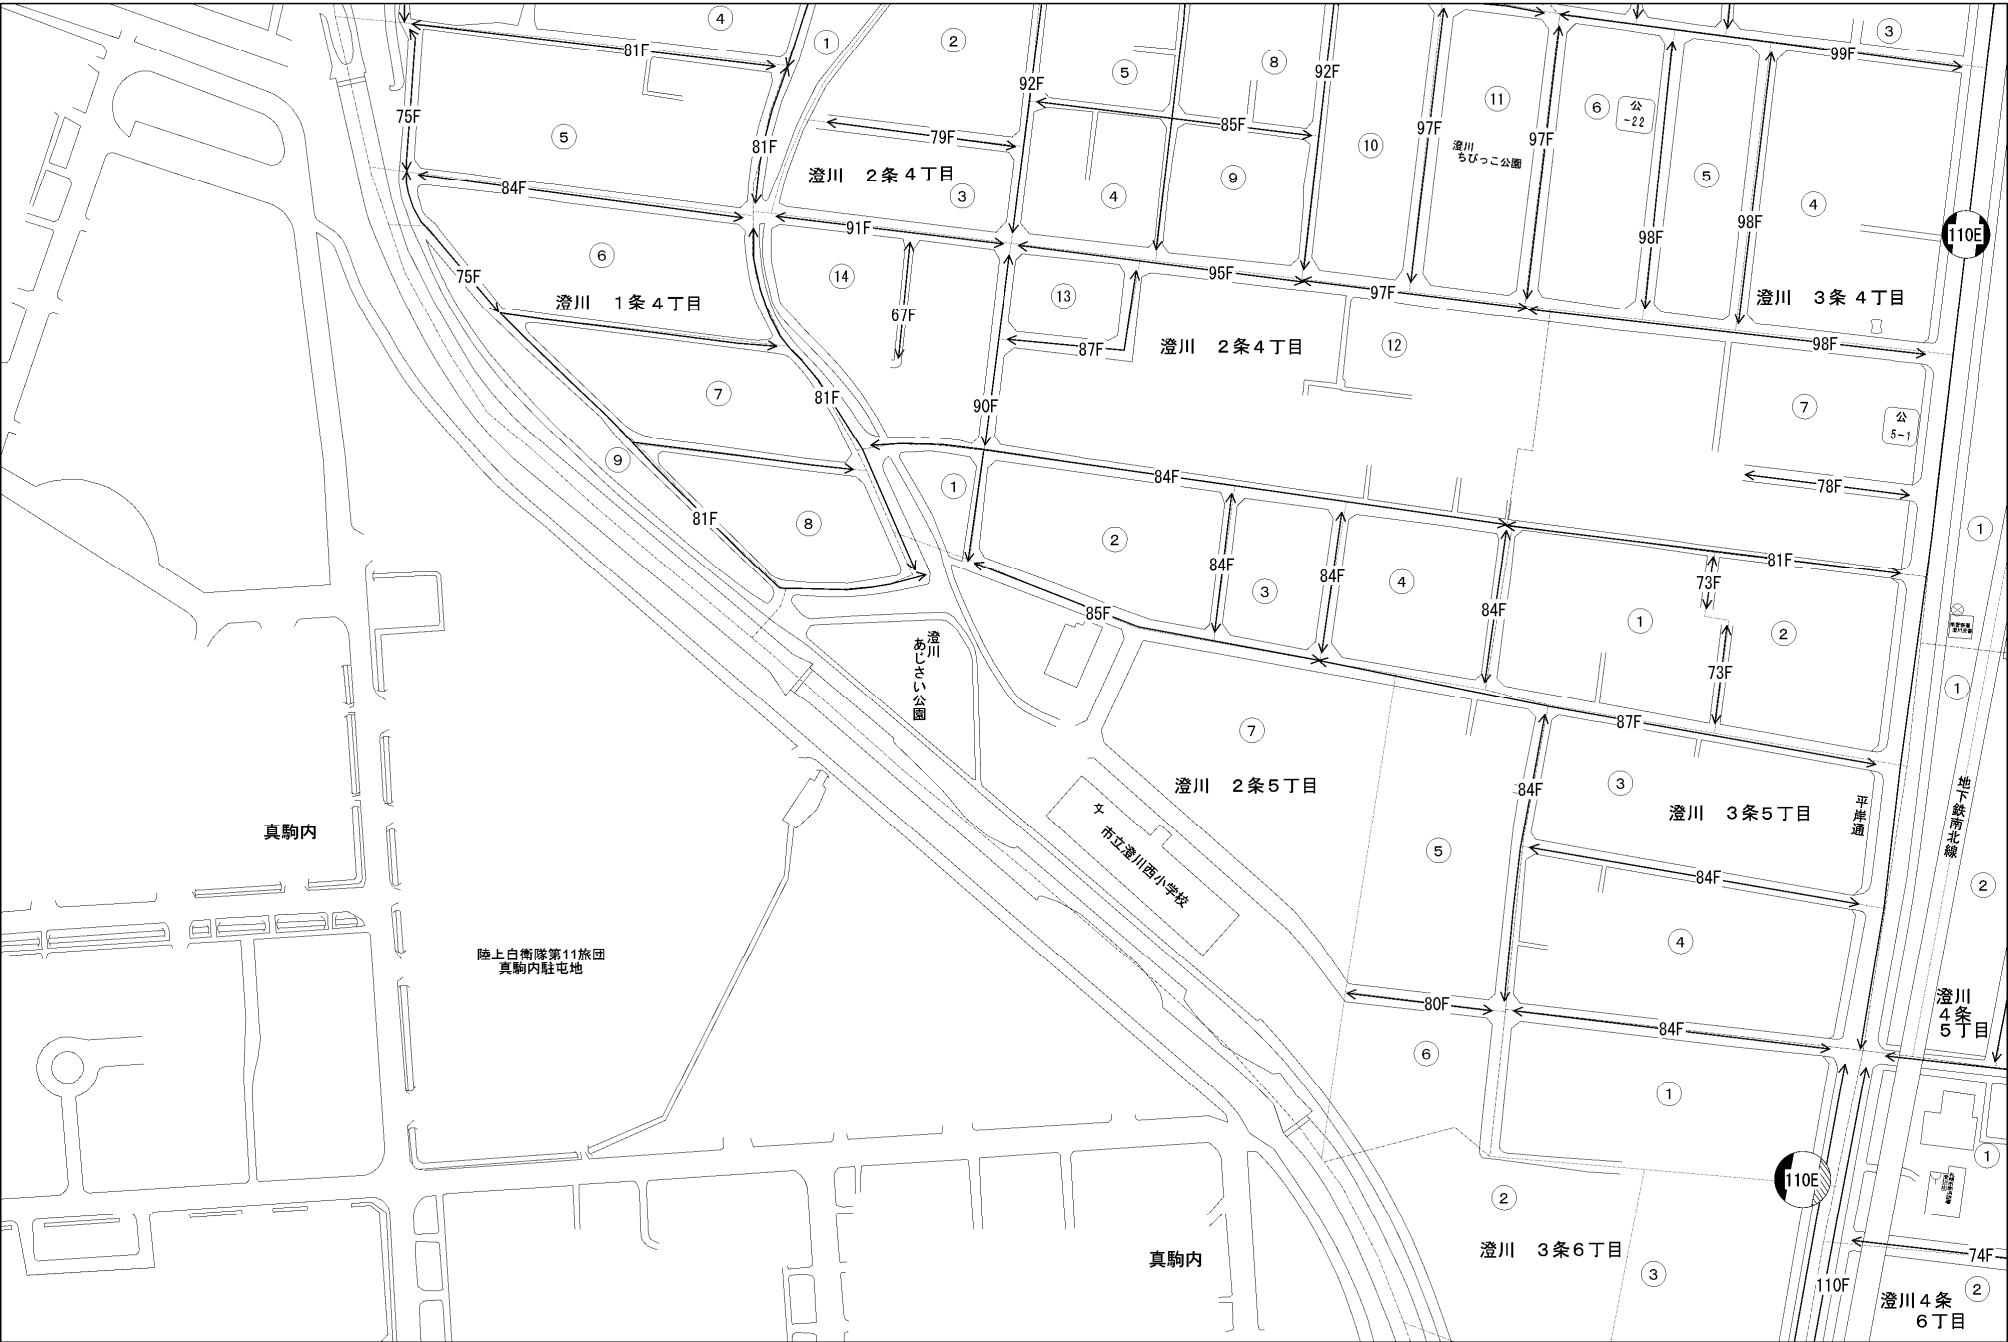 ④
①
②
③
81F
99F
75F
⑤
81F
92F
79F
⑤
85F
⑧
92F
⑩
97F
⑪
97F
⑥
公
-22
澄川
ちびっこ公園
⑤
④
澄川 2条4丁目
③
④
⑨
84F
91F
98F
98F
110E
⑥
75F
澄川 1条4丁目
⑭
67F
⑬
95F
97F
澄川 3条4丁目
87F
澄川 2条4丁目
⑫
98F
⑦
81F
90F
⑦
公
5-1
⑨
①
84F
78F
81F
⑧
②
①
84F
③
84F
④
84F
81F
73F
①
②
85F
73F
澄川
あじさい公園
①
⑦
87F
澄川 2条5丁目
84F
③
澄川 3条5丁目
平岸通
地下鉄南北線
真駒内
文
市立澄川西小学校
⑤
84F
②
陸上自衛隊第11旅団
真駒内駐屯地
④
80F
84F
澄川
4条
5丁目
⑥
①
①
110E
②
澄川 3条6丁目
真駒内
③
74F
110F
②
澄川4条
6丁目